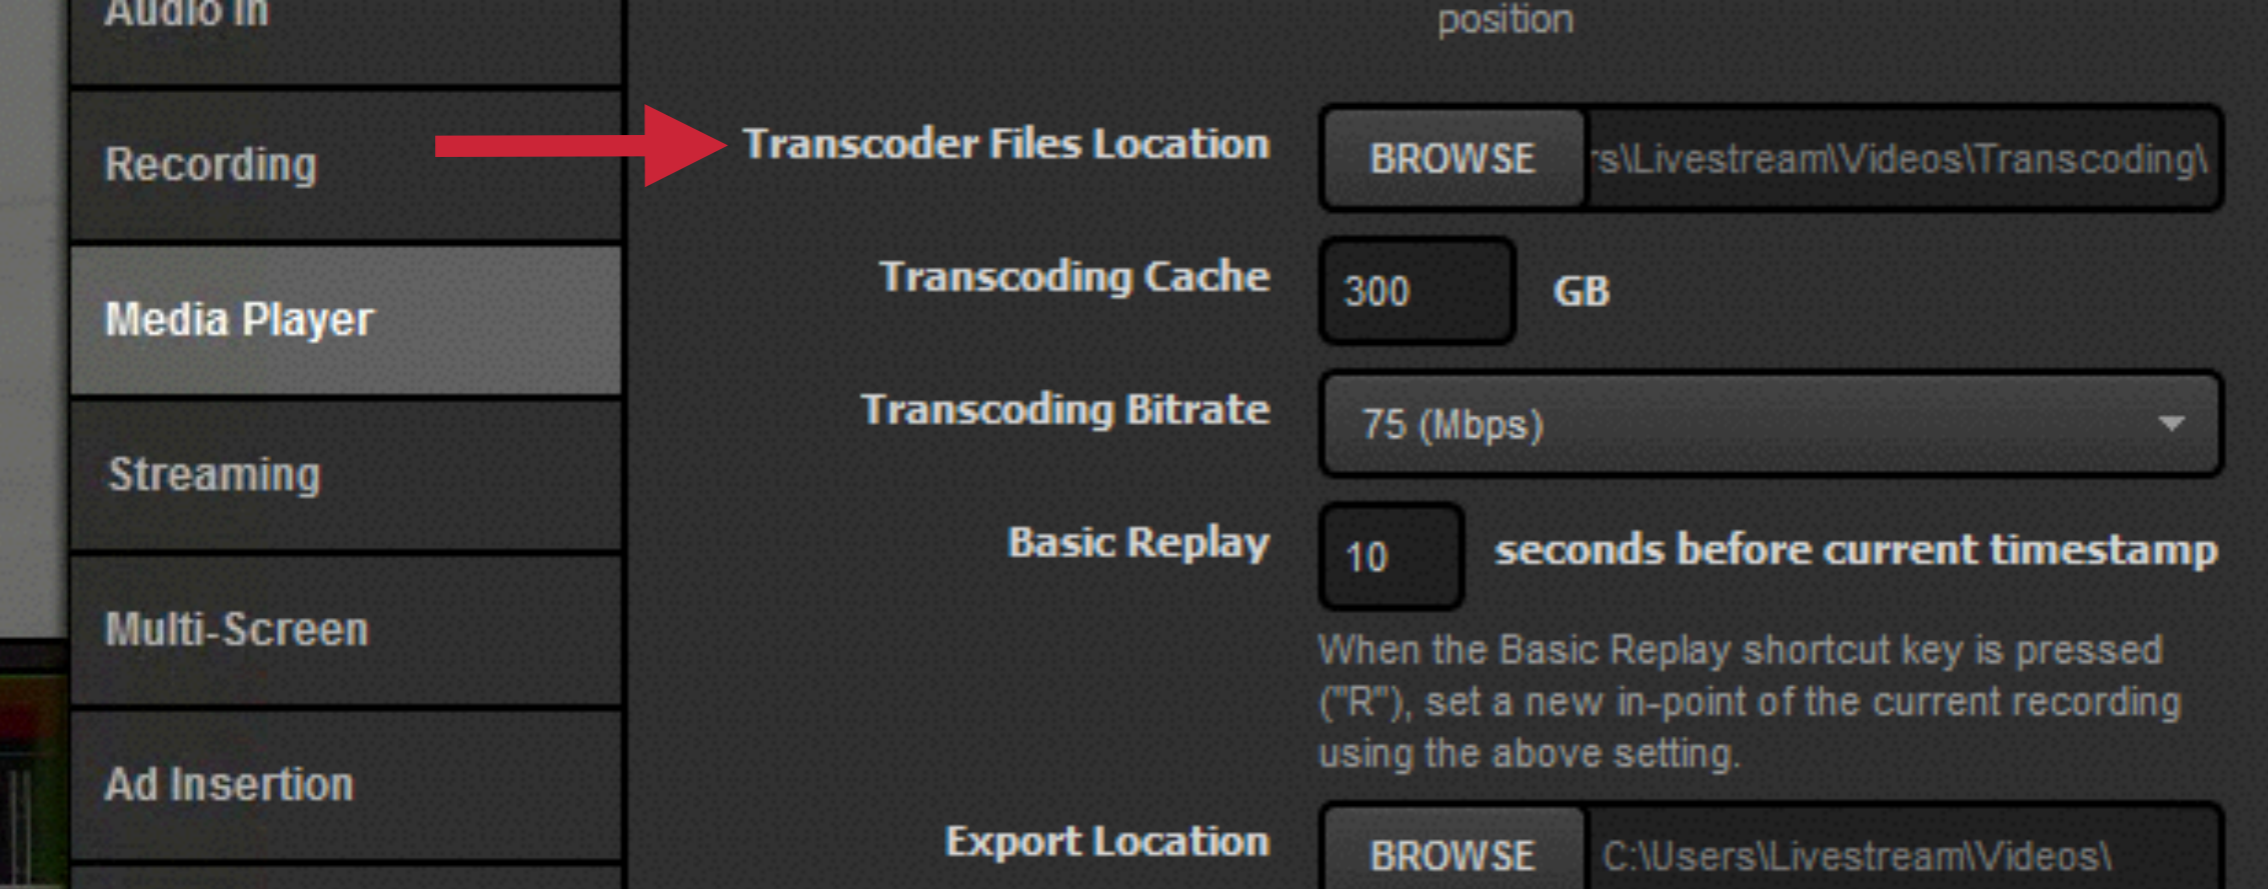 Audio In
Recording
Media Player
Streaming
Multi-Screen
Ad Insertion
position
Transcoder Files Location BROWSE rs\Livestream\Videos\Transcoding\
Transcoding Cache 300 GB
Transcoding Bitrate 75 (Mbps)
Basic Replay 10 seconds before current timestamp
When the Basic Replay shortcut key is pressed
("R"), set a new in-point of the current recording
using the above setting.
Export Location BROWSE C:\Users\Livestream\Videos\